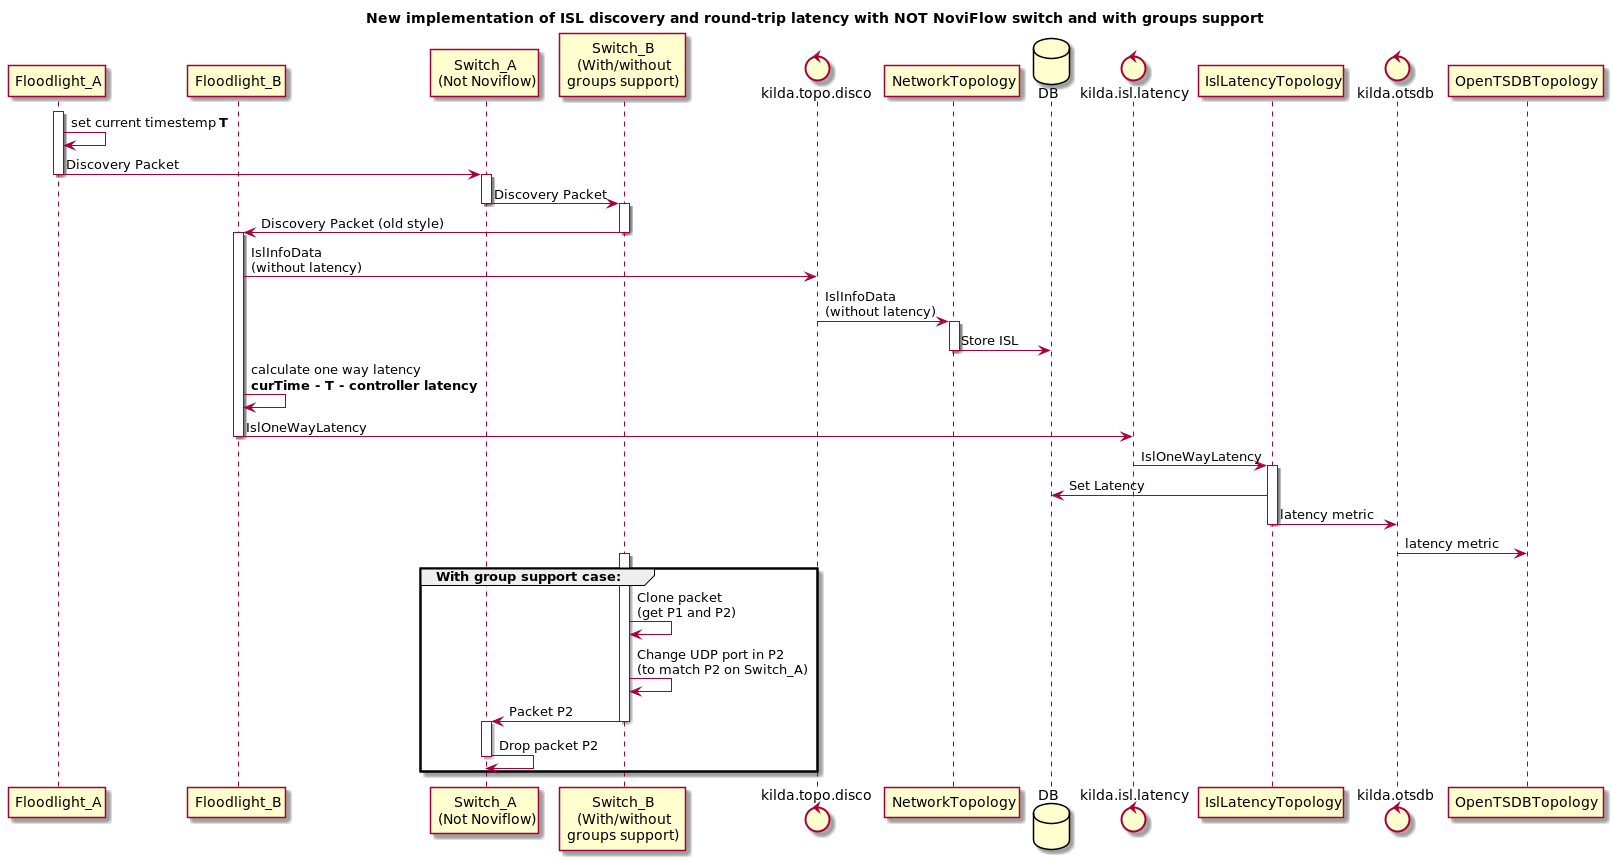 New implementation of ISL discovery and round-trip latency with NOT NoviFlow switch and with groups support
Floodlight_A
Floodlight_B
Switch_A
(Not Noviflow)
Switch_B
(With/without
groups support)
kilda.topo.disco
NetworkTopology
DB
kilda.isl.latency
IslLatencyTopology
kilda.otsdb
OpenTSDBTopology
set current timestemp T
Discovery Packet
Discovery Packet
Discovery Packet (old style)
IslInfoData
(without latency)
IslInfoData
(without latency)
Store ISL
calculate one way latency
curTime - T - controller latency
IslOneWayLatency
IslOneWayLatency
Set Latency
latency metric
latency metric
With group support case:
Clone packet
(get P1 and P2)
Change UDP port in P2
(to match P2 on Switch_A)
Packet P2
Drop packet P2
Floodlight_A
Floodlight_B
Switch_A
(Not Noviflow)
Switch_B
(With/without
groups support)
kilda.topo.disco
NetworkTopology
DB
kilda.isl.latency
IslLatencyTopology
kilda.otsdb
OpenTSDBTopology